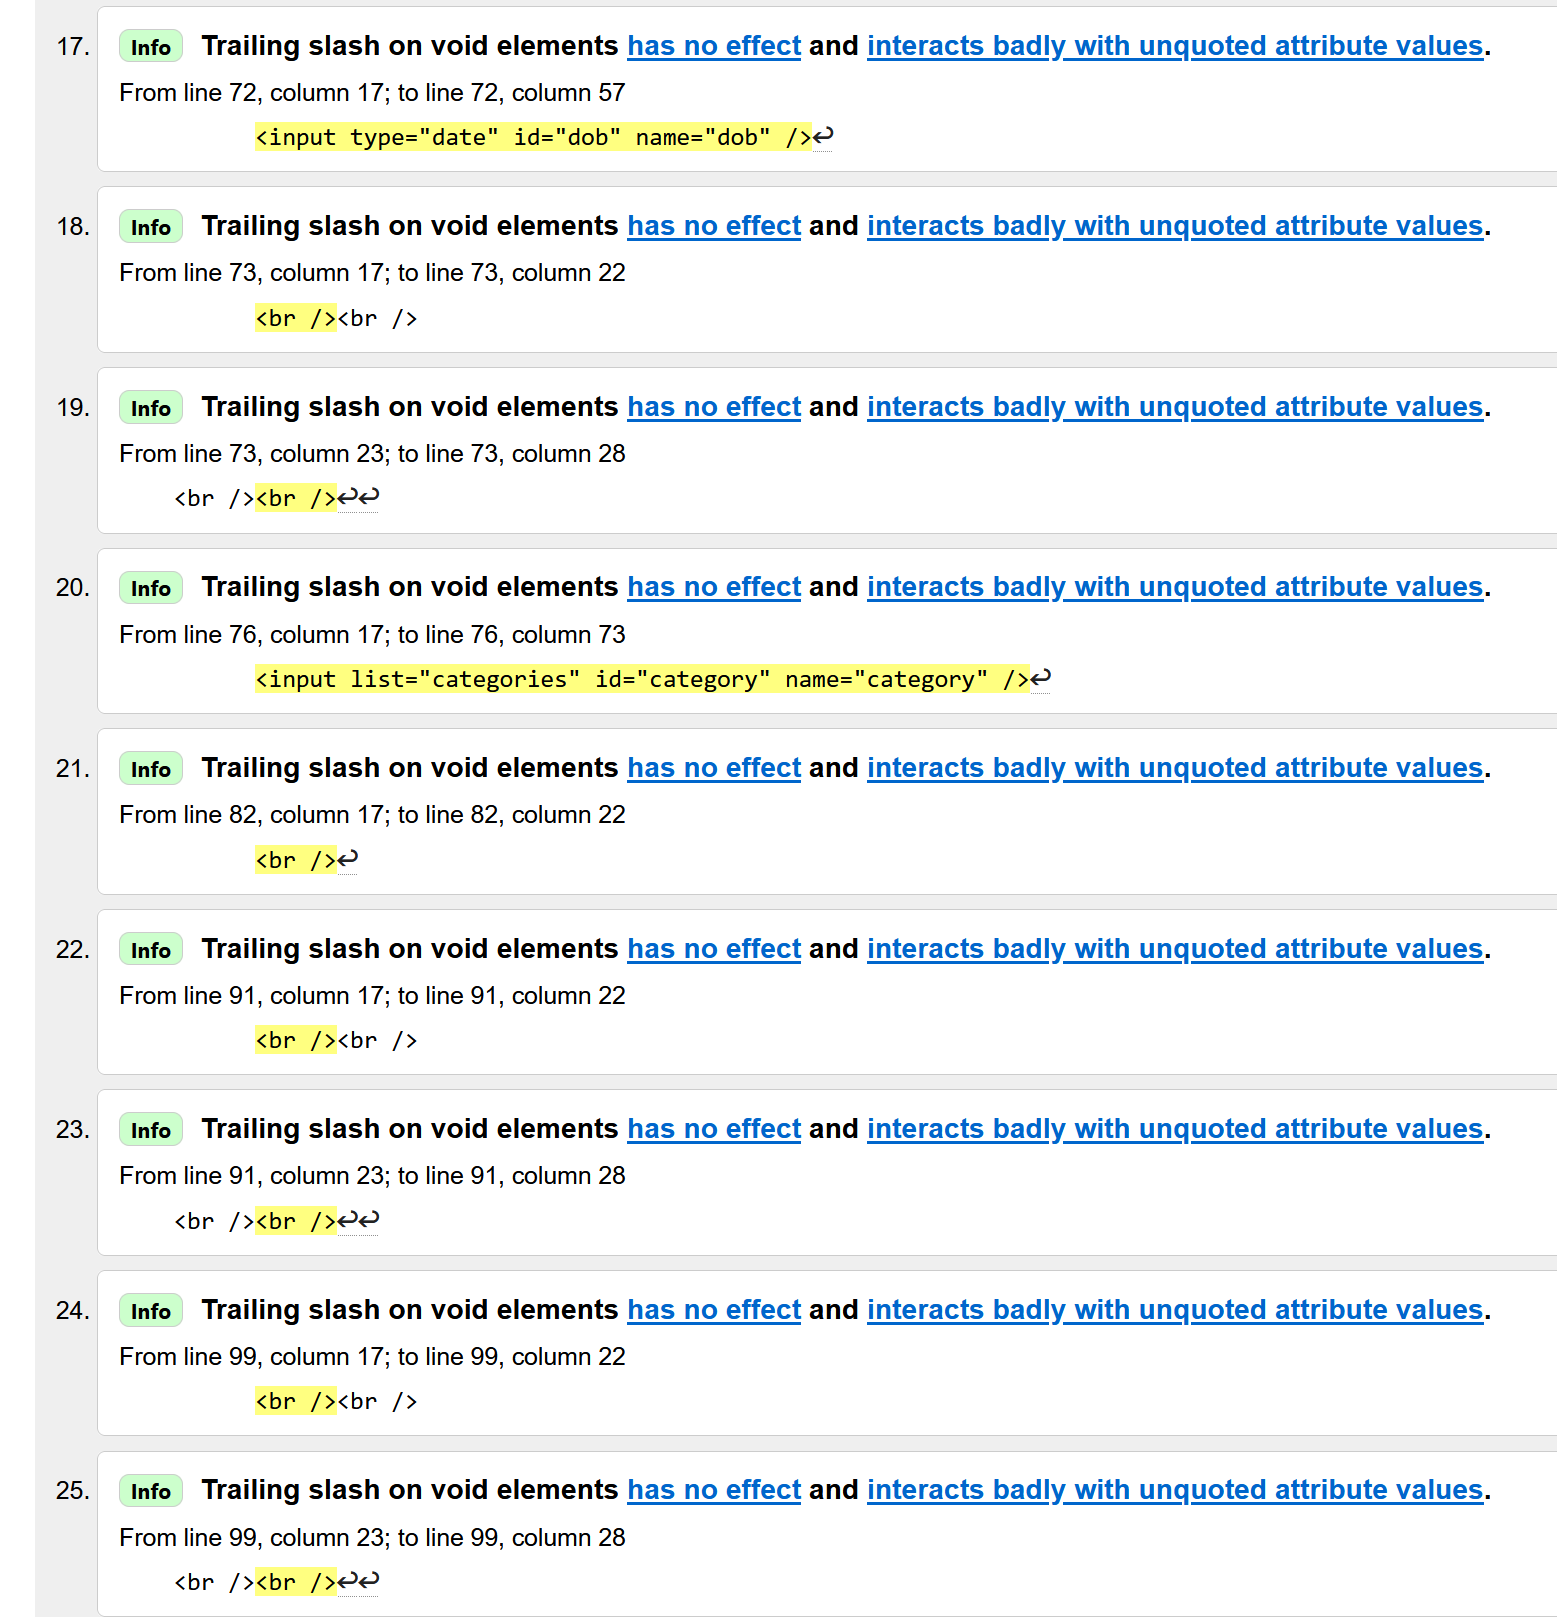 17. Info Trailing slash on void elements has no effect and interacts badly with unquoted attribute values.
From line 72, column 17; to line 72, column 57
<input type="date" id="dob" name="dob" />↩
18. Info Trailing slash on void elements has no effect and interacts badly with unquoted attribute values.
From line 73, column 17; to line 73, column 22
<br /><br />
19. Info Trailing slash on void elements has no effect and interacts badly with unquoted attribute values.
From line 73, column 23; to line 73, column 28
<br /><br />↩↩
20. Info Trailing slash on void elements has no effect and interacts badly with unquoted attribute values.
From line 76, column 17; to line 76, column 73
<input list="categories" id="category" name="category" />↩
21. Info Trailing slash on void elements has no effect and interacts badly with unquoted attribute values.
From line 82, column 17; to line 82, column 22
<br />↩
22. Info Trailing slash on void elements has no effect and interacts badly with unquoted attribute values.
From line 91, column 17; to line 91, column 22
<br /><br />
23. Info Trailing slash on void elements has no effect and interacts badly with unquoted attribute values.
From line 91, column 23; to line 91, column 28
<br /><br />↩↩
24. Info Trailing slash on void elements has no effect and interacts badly with unquoted attribute values.
From line 99, column 17; to line 99, column 22
<br /><br />
25. Info Trailing slash on void elements has no effect and interacts badly with unquoted attribute values.
From line 99, column 23; to line 99, column 28
<br /><br />↩↩